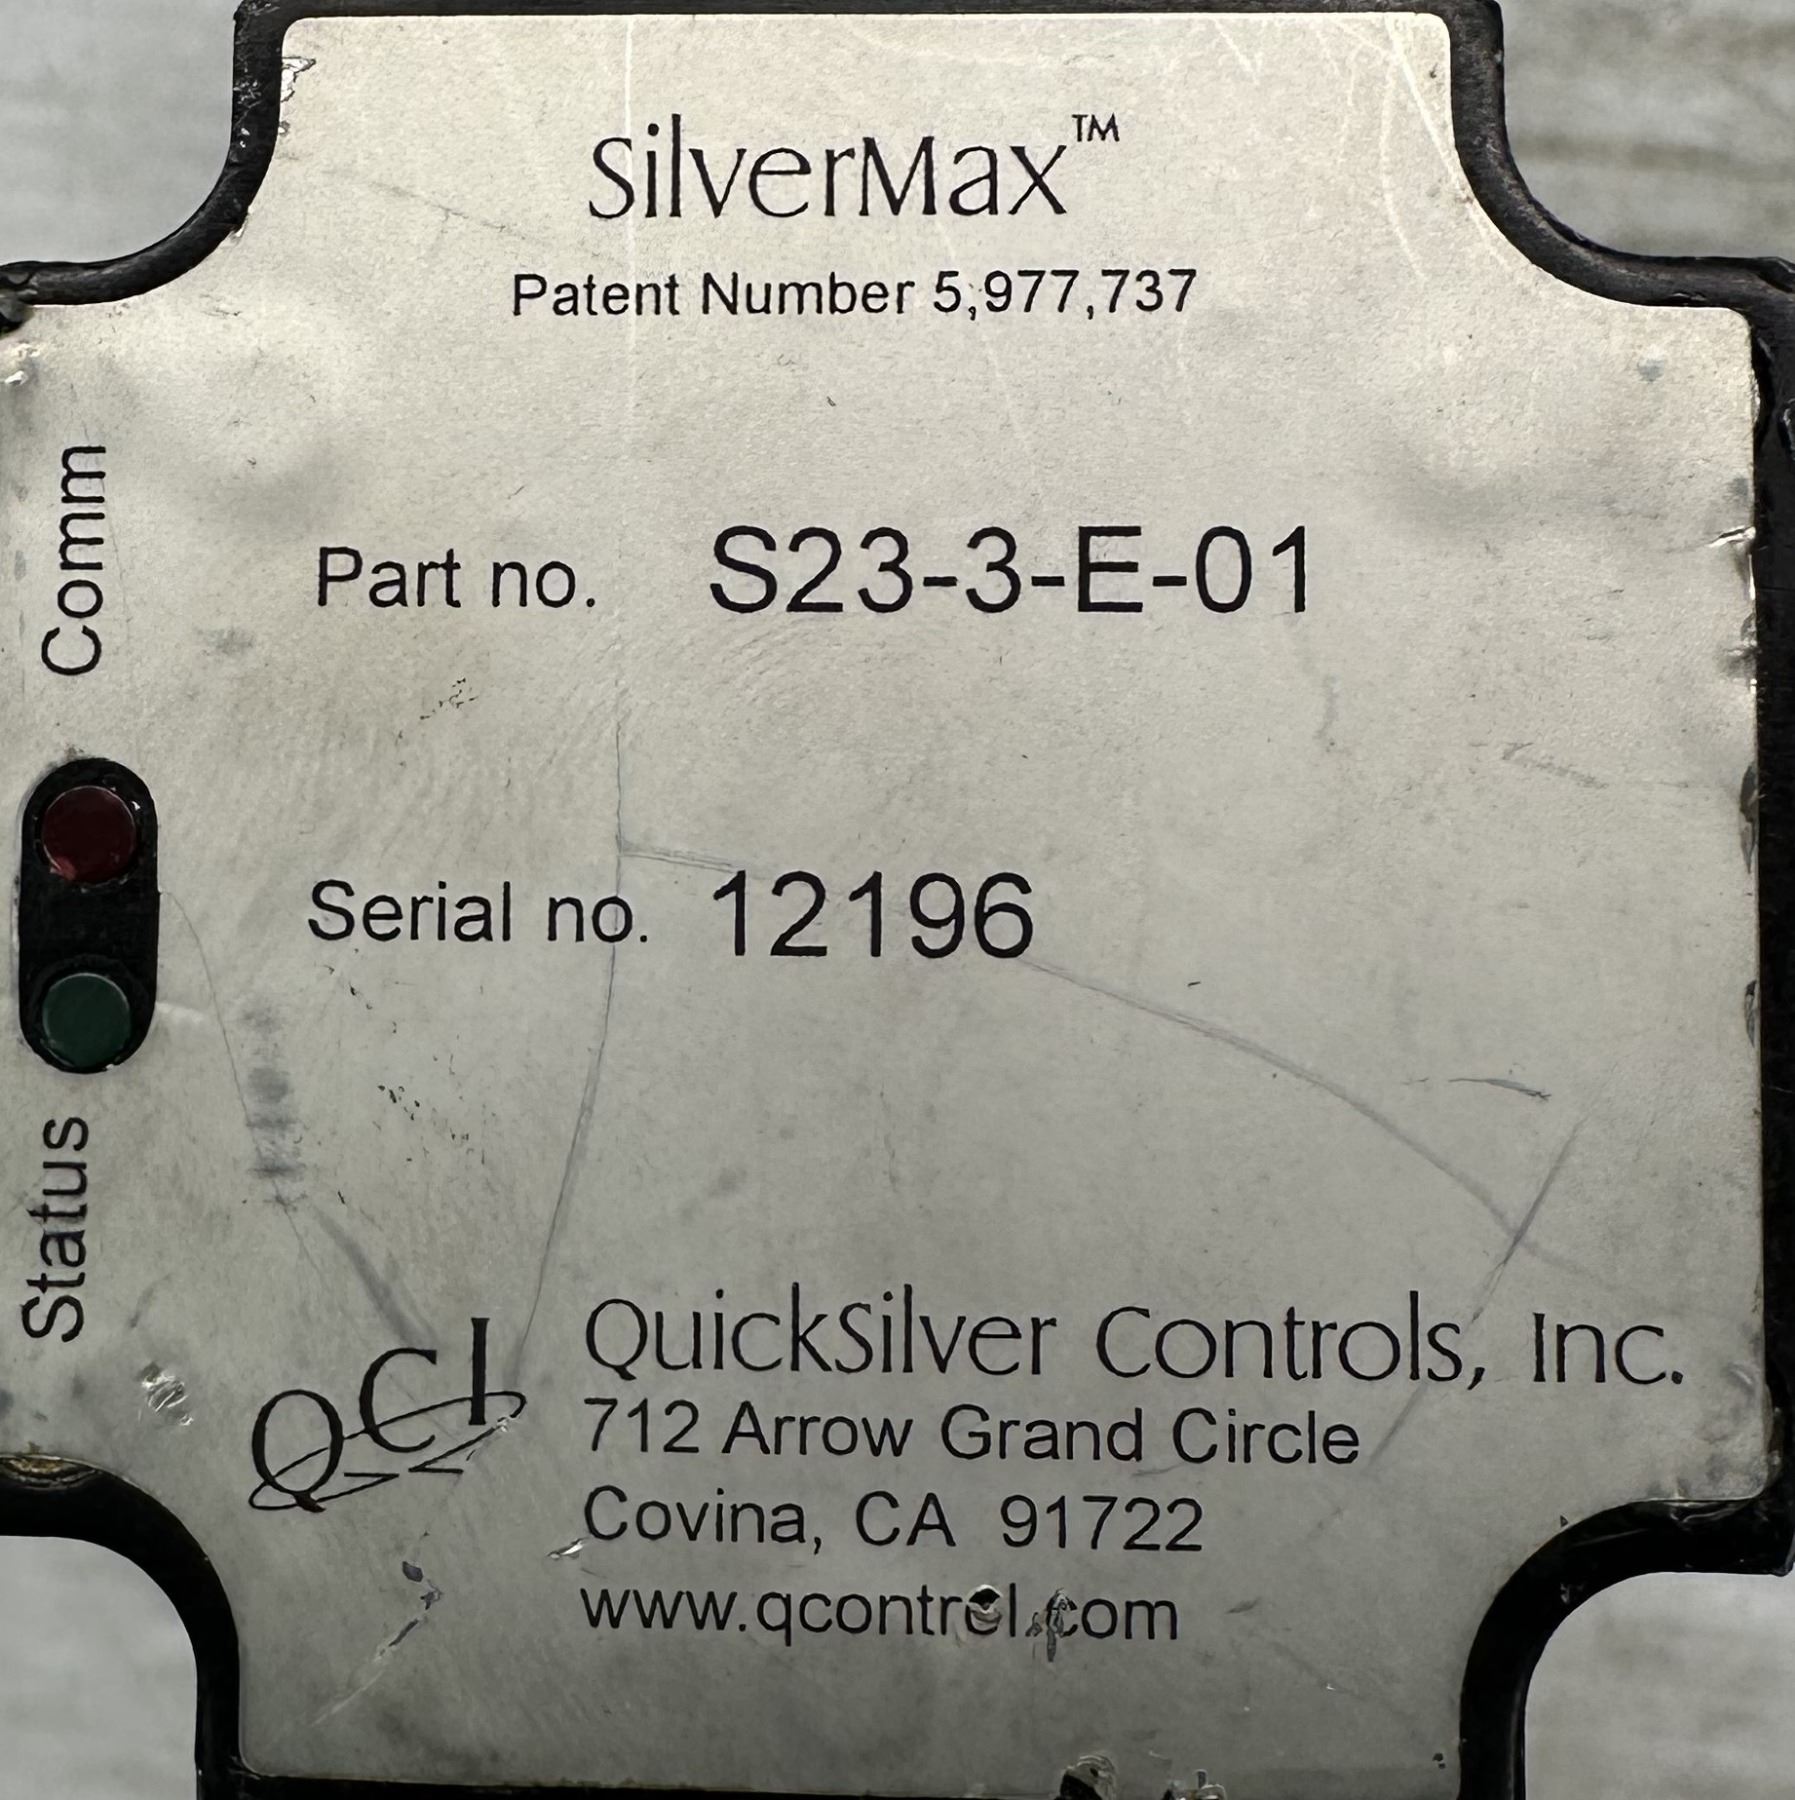 SilverMax™
Patent Number 5,977,737
Comm
Part no. S23-3-E-01
Serial no. 12196
Status
QCI
QuickSilver Controls, Inc.
712 Arrow Grand Circle
Covina, CA 91722
www.qcontrol.com